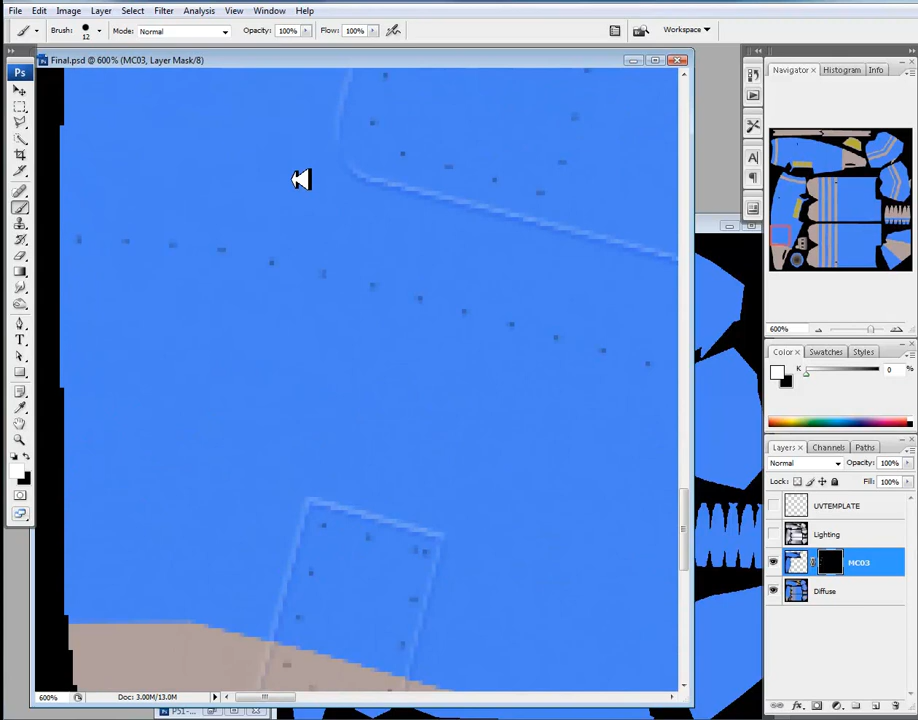 File Edit Image Layer Select Filter Analysis View Window Help
Brush: 12 Mode: Normal Opacity: 100% Flow: 100% Workspace
Final.psd @ 600% (MC03, Layer Mask/8)
Ps
Navigator × Histogram Info
600%
Color × Swatches Styles
K 0 %
Layers × Channels Paths
Normal Opacity: 100%
Lock: Fill: 100%
UVTEMPLATE
Lighting
MC03
Diffuse
600% Doc: 3.00M/13.0M